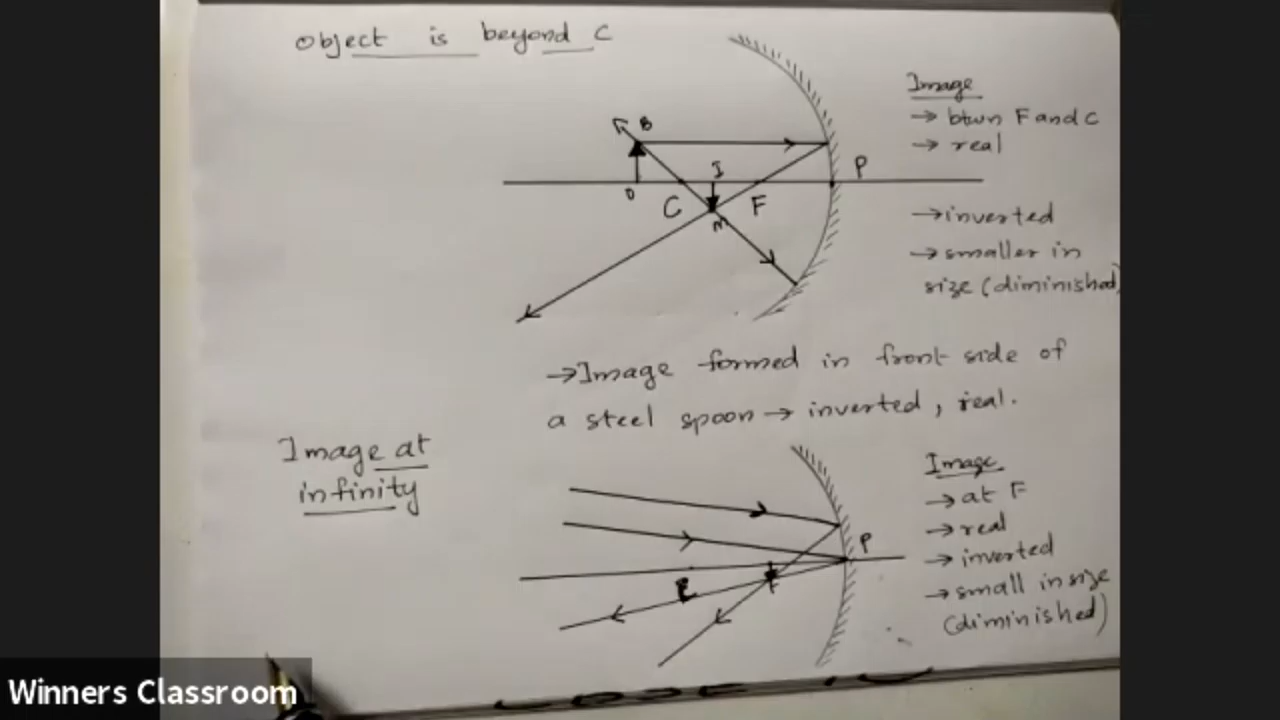 Object is beyond C
Image
→ btwn F and C
→ real
B
I
P
O
C
F
M
→ inverted
→ smaller in
size (diminished)
→ Image formed in front side of
a steel spoon → inverted, real.
Image at
infinity
Image
→ at F
→ real
P
→ inverted
→ small in size
(diminished)
Winners Classroom